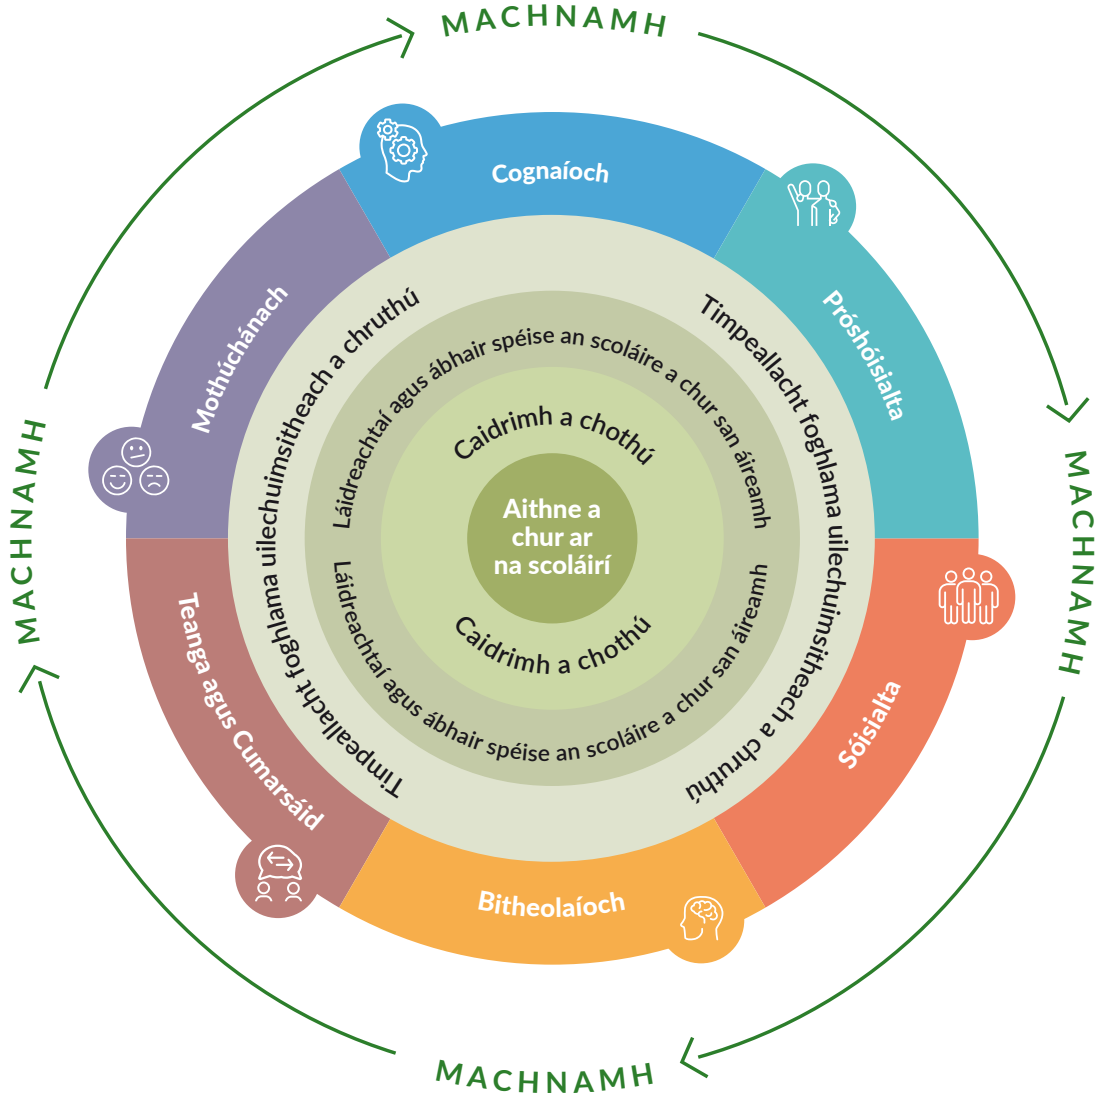 MACHNAMH
Cognaíoch
Próshóisialta
Mothúchánach
Timpeallacht foghlama uilechuimsitheach a chruthú
Timpeallacht foghlama uilechuimsitheach a chruthú
Láidreachtaí agus ábhair spéise an scoláire a chur san áireamh
Caidrimh a chothú
Aithne a
chur ar
na scoláirí
Caidrimh a chothú
Láidreachtaí agus ábhair spéise an scoláire a chur san áireamh
MACHNAMH
MACHNAMH
Teanga agus Cumarsáid
Sóisialta
Bitheolaíoch
MACHNAMH